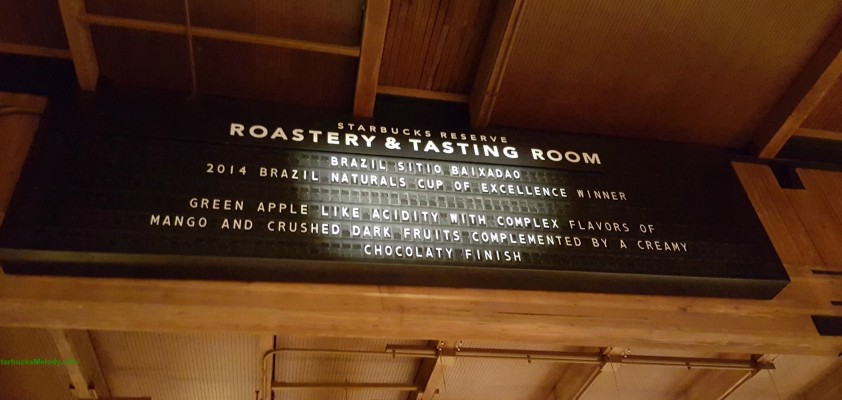 STARBUCKS RESERVE
ROASTERY & TASTING ROOM
BRAZIL SITIO BAIXADAO
2014 BRAZIL NATURALS CUP OF EXCELLENCE WINNER
GREEN APPLE LIKE ACIDITY WITH COMPLEX FLAVORS OF
MANGO AND CRUSHED DARK FRUITS COMPLEMENTED BY A CREAMY
CHOCOLATY FINISH